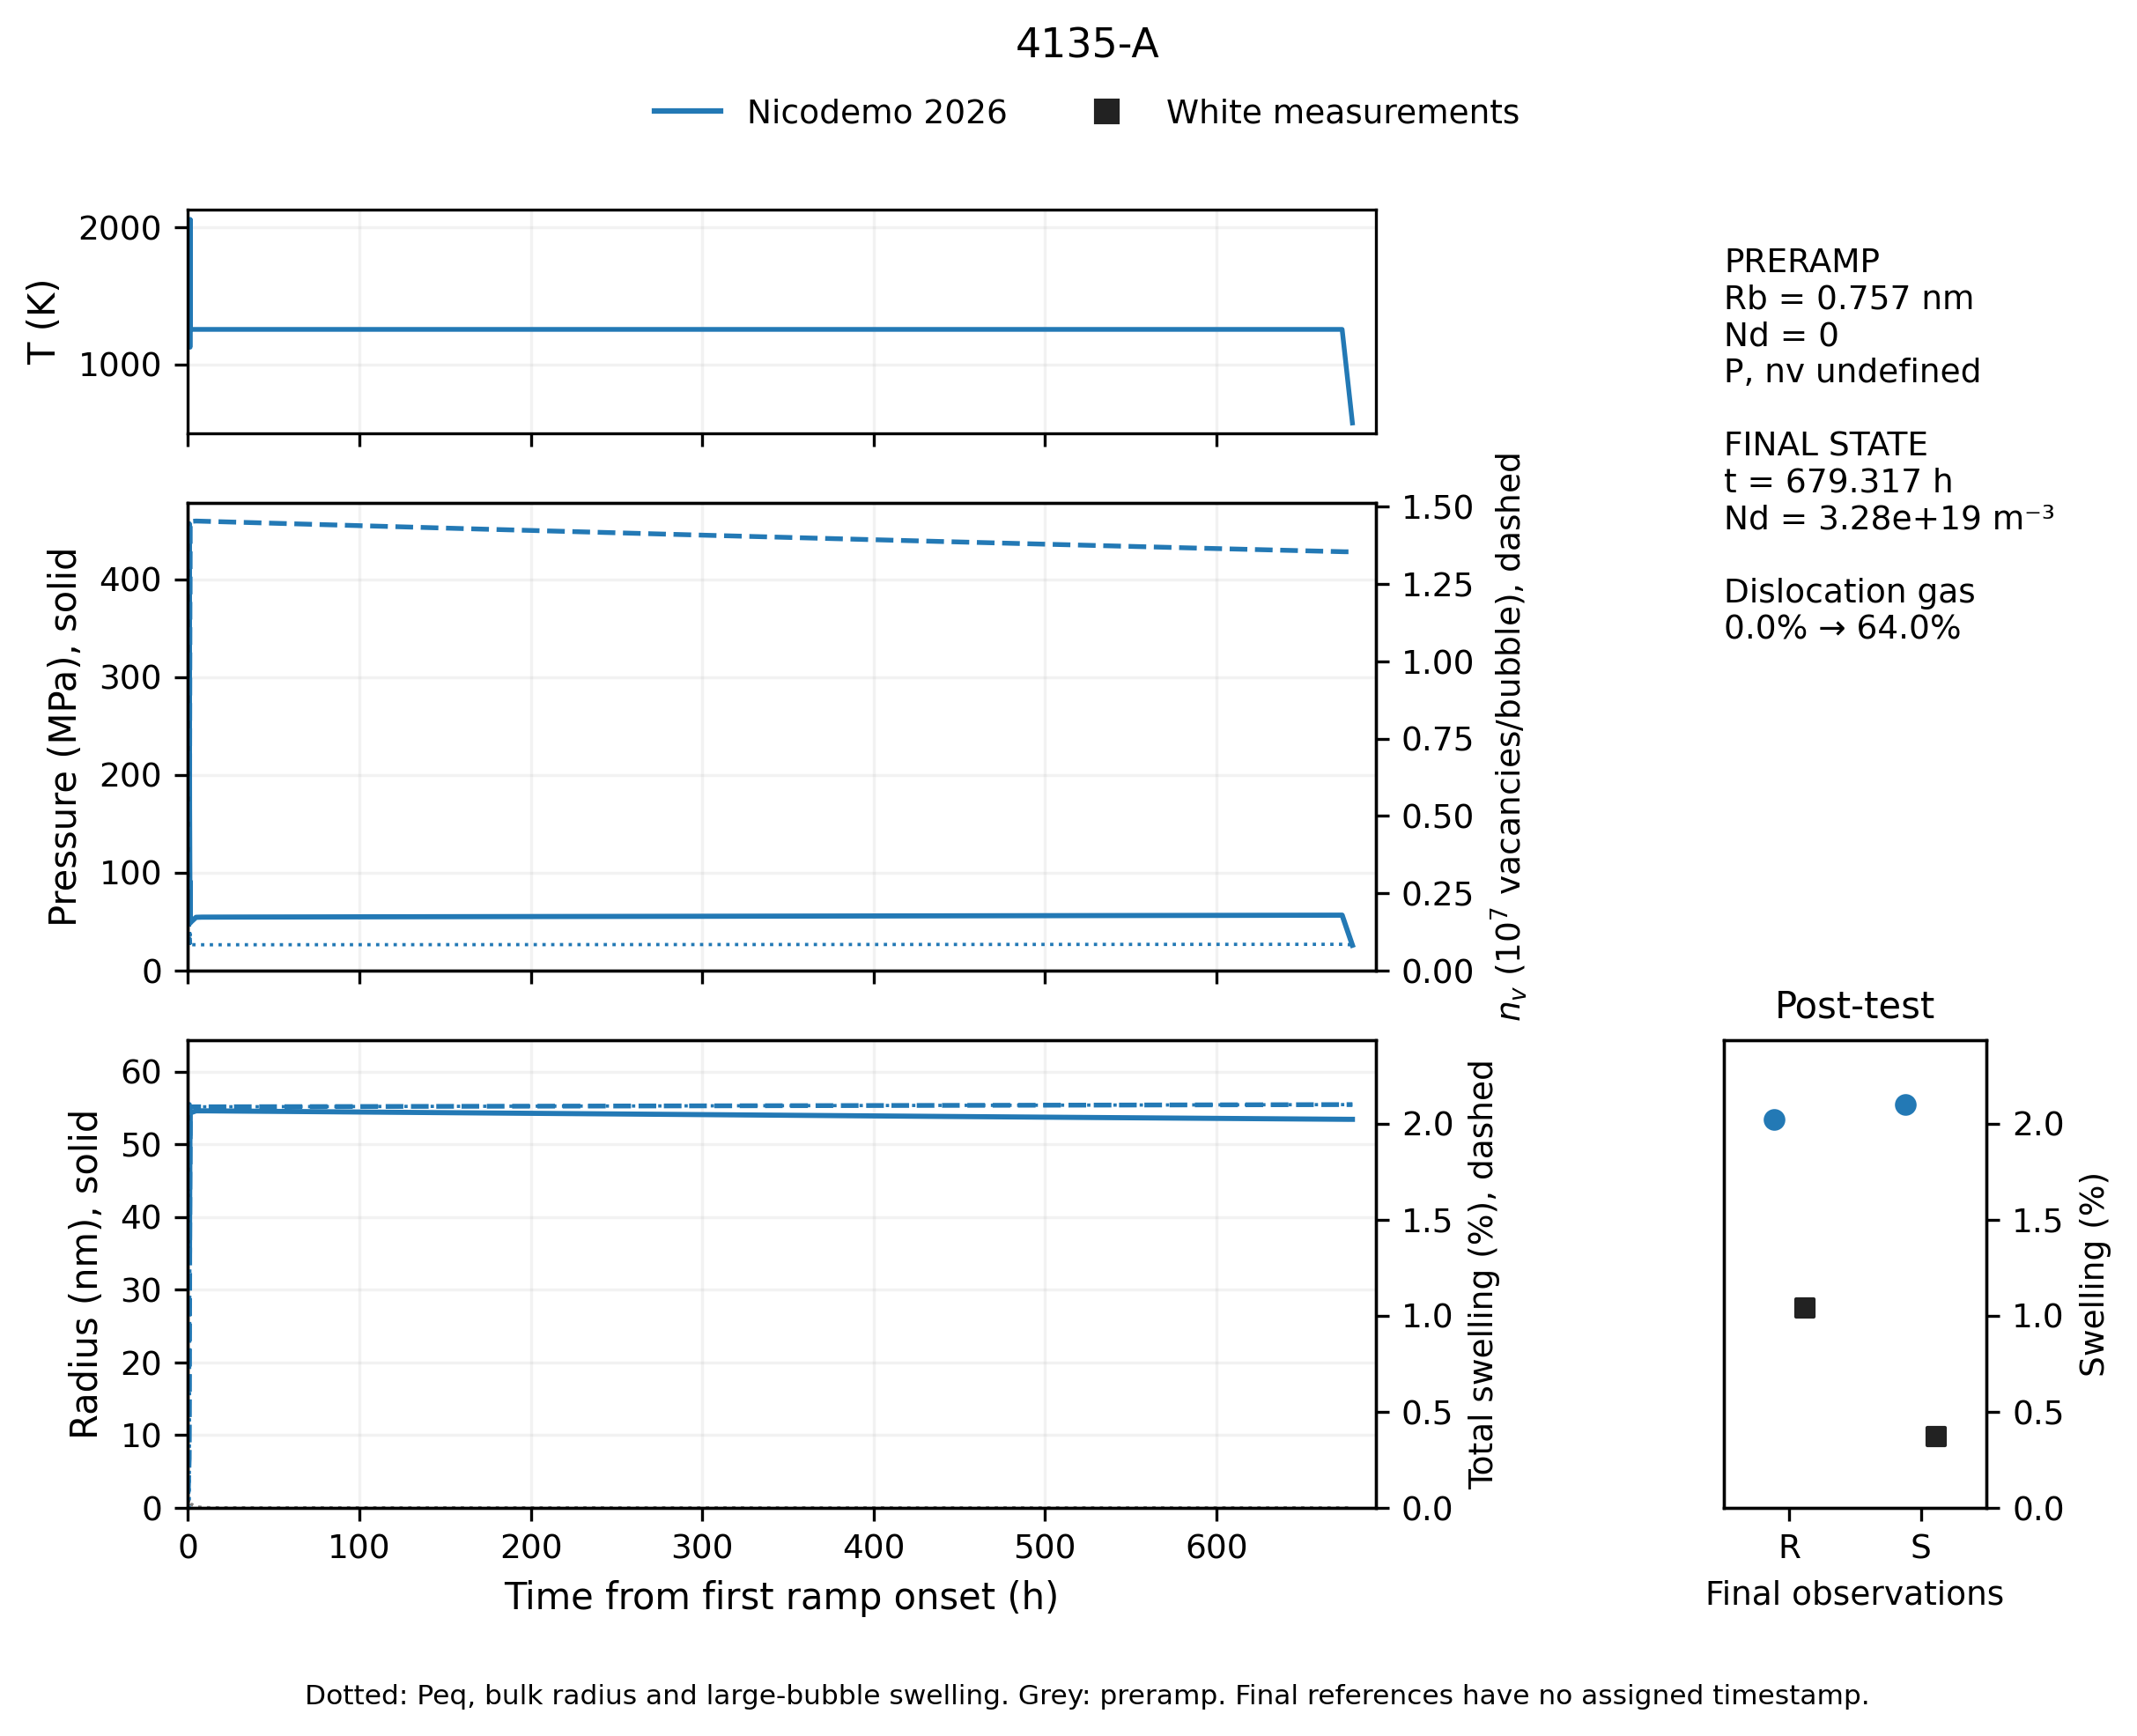 4135-A
Nicodemo 2026
White measurements
T (K)
2000
1000
PRERAMP
Rb = 0.757 nm
Nd = 0
P, nv undefined
FINAL STATE
t = 679.317 h
Nd = 3.28e+19 m⁻³
Dislocation gas
0.0% → 64.0%
Pressure (MPa), solid
400
300
200
100
0
1.50
1.25
1.00
0.75
0.50
0.25
0.00
nᵥ (10⁷ vacancies/bubble), dashed
Radius (nm), solid
60
50
40
30
20
10
0
2.0
1.5
1.0
0.5
0.0
Total swelling (%), dashed
0
100
200
300
400
500
600
Time from first ramp onset (h)
Post-test
2.0
1.5
1.0
0.5
0.0
Swelling (%)
R
S
Final observations
Dotted: Peq, bulk radius and large-bubble swelling. Grey: preramp. Final references have no assigned timestamp.